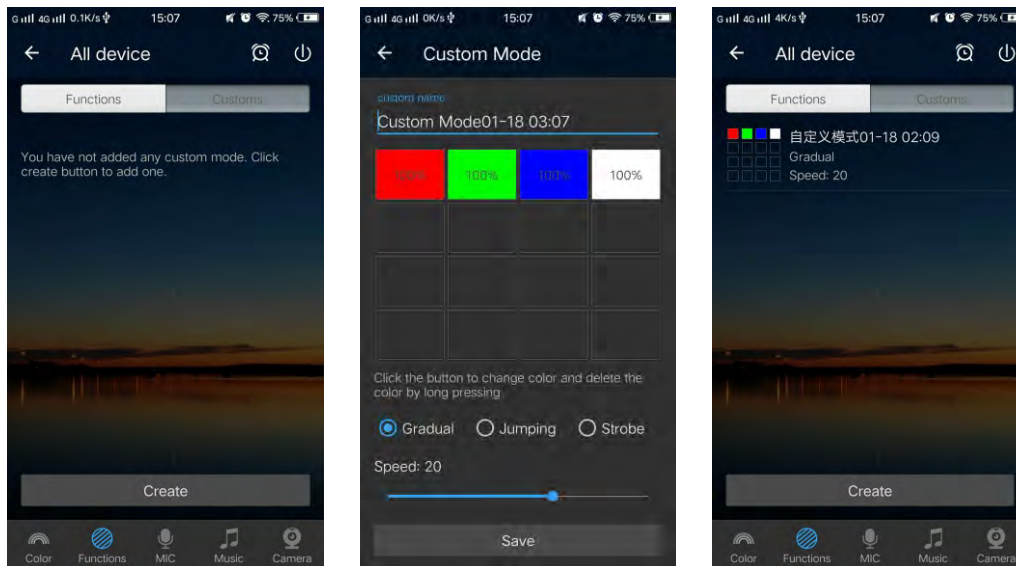 G 4G 0.1K/s 15:07 75%
All device
Functions Customs
You have not added any custom mode. Click
create button to add one.
Create
Color Functions MIC Music Camera
G 4G 0K/s 15:07 75%
Custom Mode
custom name
Custom Mode01-18 03:07
100% 100% 100% 100%
Click the button to change color and delete the
color by long pressing
Gradual Jumping Strobe
Speed: 20
Save
G 4G 4K/s 15:07 75%
All device
Functions Customs
自定义模式01-18 02:09
Gradual
Speed: 20
Create
Color Functions MIC Music Camera